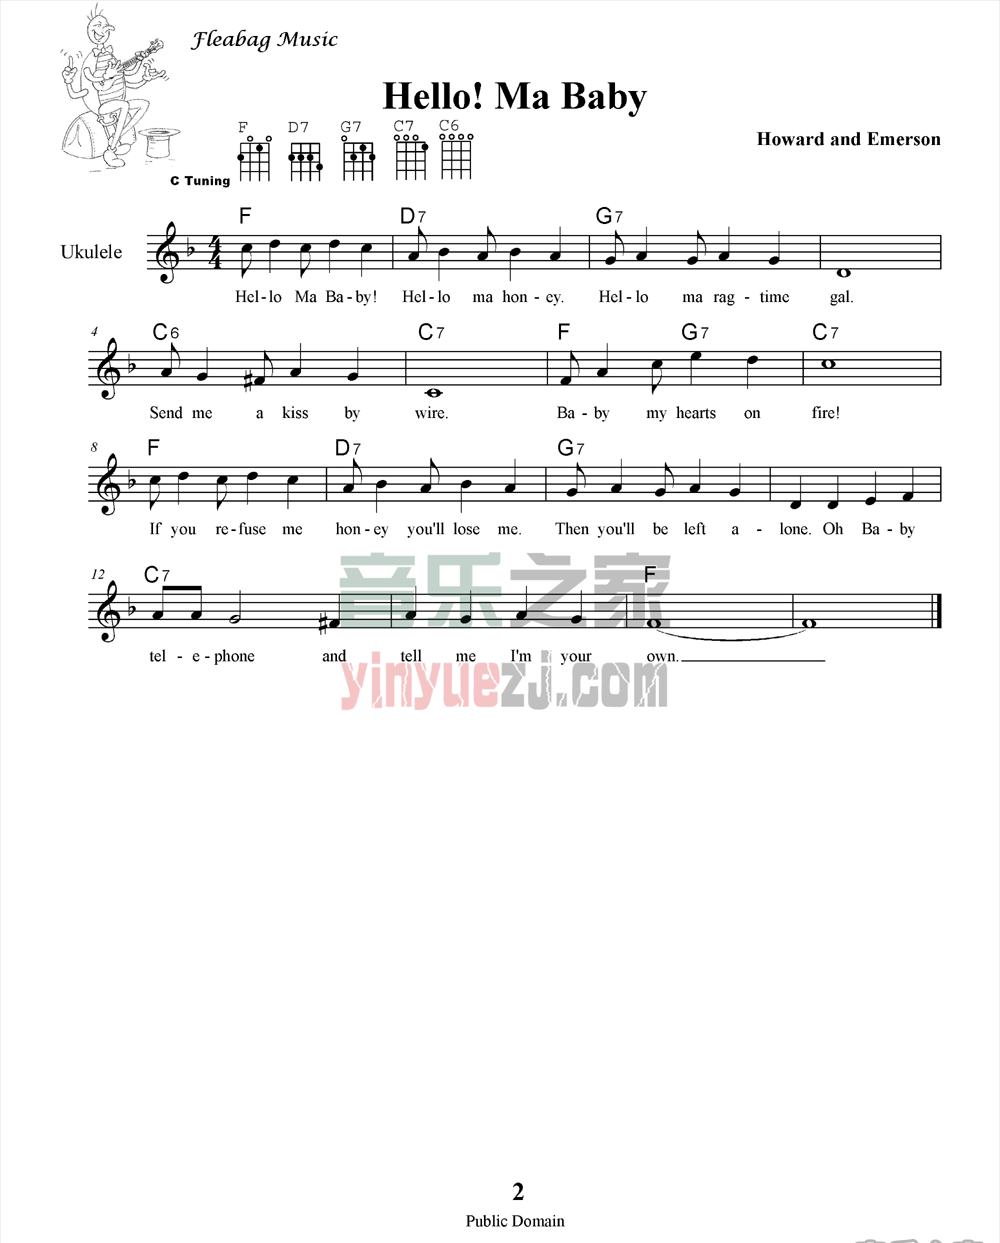 Fleabag Music
Hello! Ma Baby
Howard and Emerson
F D7 G7 C7 C6
C Tuning
F D7 G7
Ukulele
4 4
Hel-lo Ma Ba-by! Hel-lo ma hon-ey. Hel-lo ma rag-time gal.
4 C6 C7 F G7 C7
Send me a kiss by wire. Ba-by my hearts on fire!
8 F D7 G7
If you re-fuse me hon-ey you'll lose me. Then you'll be left a-lone. Oh Ba-by
12 C7 F
tel-e-phone and tell me I'm your own.
音乐之家
yinyuezj.com
2
Public Domain